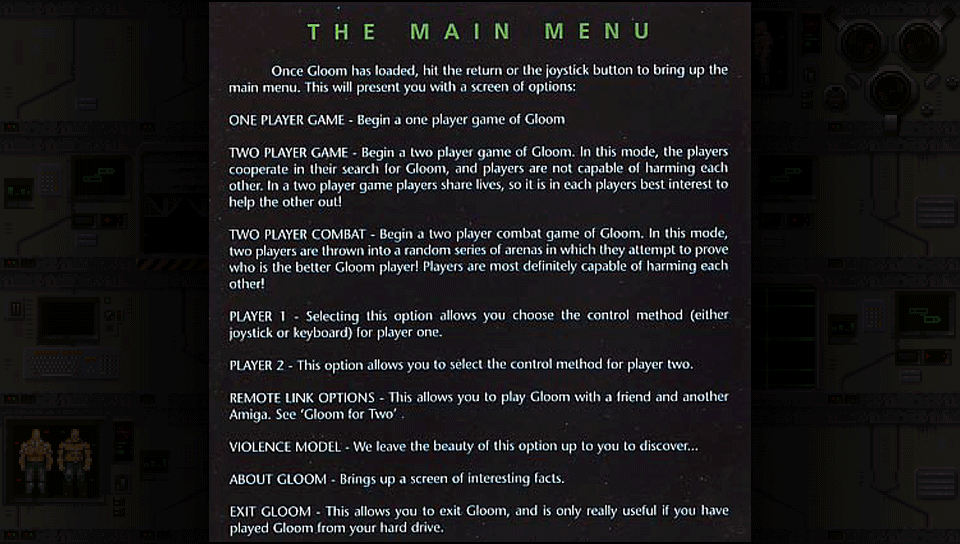 THE MAIN MENU
Once Gloom has loaded, hit the return or the joystick button to bring up the
main menu. This will present you with a screen of options:
ONE PLAYER GAME - Begin a one player game of Gloom
TWO PLAYER GAME - Begin a two player game of Gloom. In this mode, the players
cooperate in their search for Gloom, and players are not capable of harming each
other. In a two player game players share lives, so it is in each players best interest to
help the other out!
TWO PLAYER COMBAT - Begin a two player combat game of Gloom. In this mode,
two players are thrown into a random series of arenas in which they attempt to prove
who is the better Gloom player! Players are most definitely capable of harming each
other!
PLAYER 1 - Selecting this option allows you choose the control method (either
joystick or keyboard) for player one.
PLAYER 2 - This option allows you to select the control method for player two.
REMOTE LINK OPTIONS - This allows you to play Gloom with a friend and another
Amiga. See 'Gloom for Two' .
VIOLENCE MODEL - We leave the beauty of this option up to you to discover...
ABOUT GLOOM - Brings up a screen of interesting facts.
EXIT GLOOM - This allows you to exit Gloom, and is only really useful if you have
played Gloom from your hard drive.